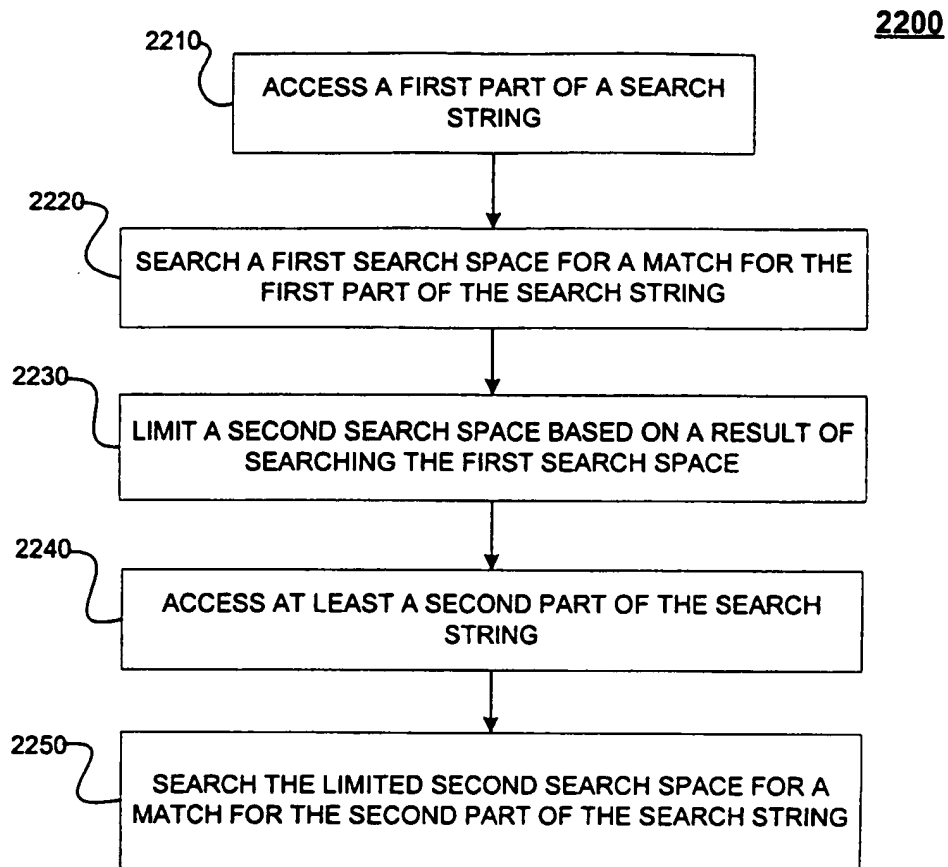 2200
2210
ACCESS A FIRST PART OF A SEARCH
STRING
2220
SEARCH A FIRST SEARCH SPACE FOR A MATCH FOR THE
FIRST PART OF THE SEARCH STRING
2230
LIMIT A SECOND SEARCH SPACE BASED ON A RESULT OF
SEARCHING THE FIRST SEARCH SPACE
2240
ACCESS AT LEAST A SECOND PART OF THE SEARCH
STRING
2250
SEARCH THE LIMITED SECOND SEARCH SPACE FOR A
MATCH FOR THE SECOND PART OF THE SEARCH STRING